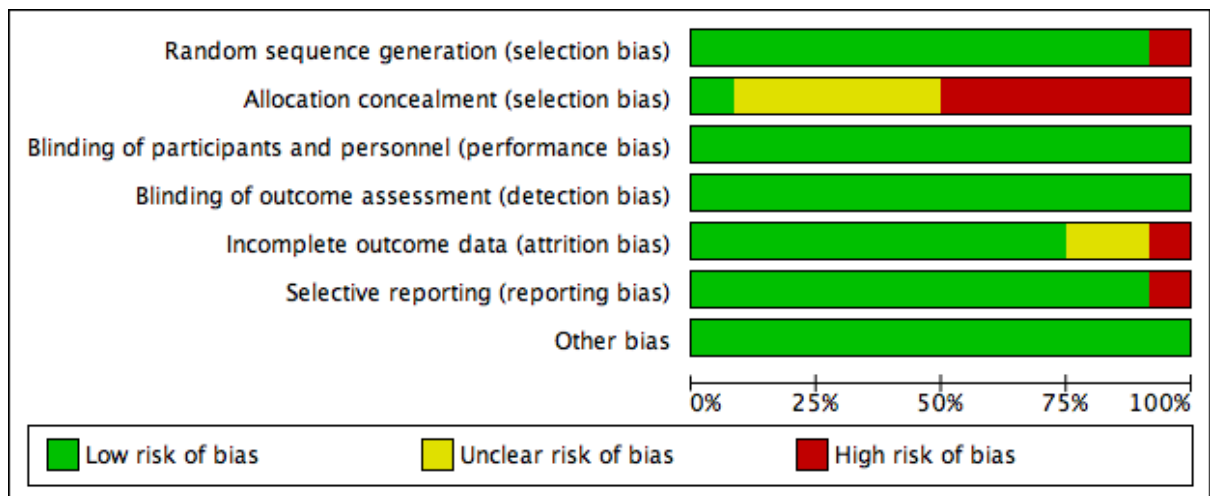 Random sequence generation (selection bias)
Allocation concealment (selection bias)
Blinding of participants and personnel (performance bias)
Blinding of outcome assessment (detection bias)
Incomplete outcome data (attrition bias)
Selective reporting (reporting bias)
Other bias
0% 25% 50% 75% 100%
Low risk of bias Unclear risk of bias High risk of bias